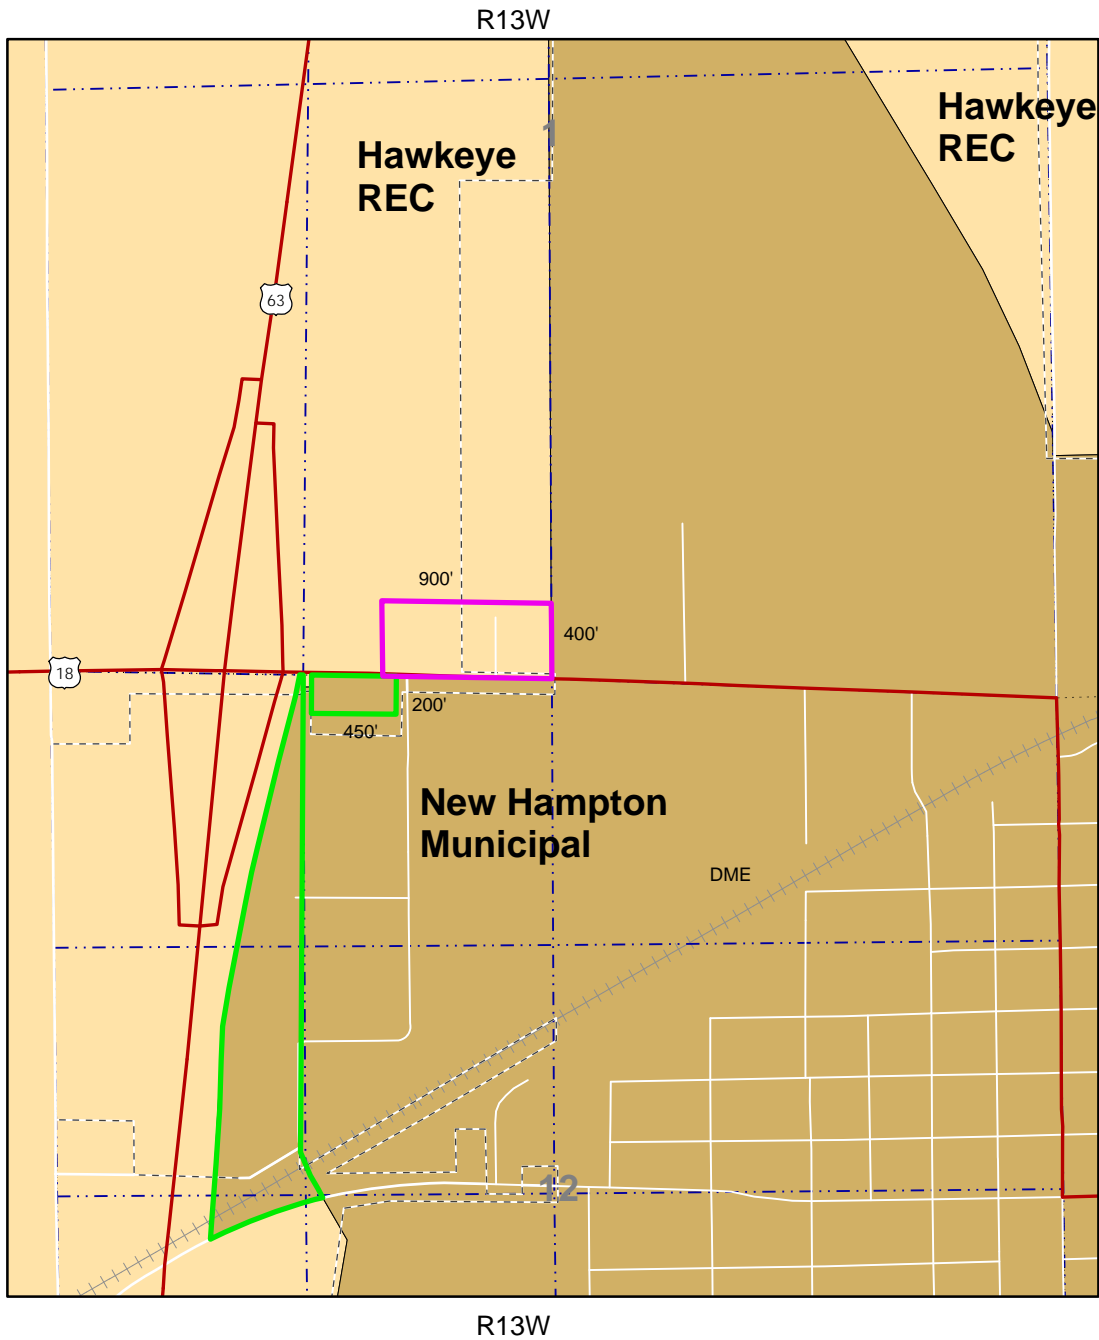 R13W
Hawkeye
REC
1
Hawkeye
REC
63
900'
400'
18
200'
450'
New Hampton
Municipal
DME
12
R13W